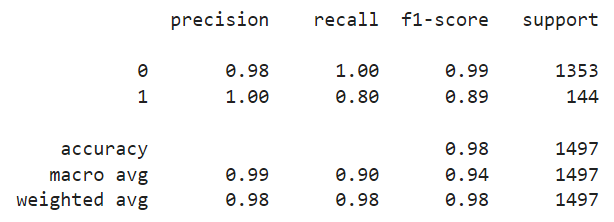 precision recall f1-score support
0 0.98 1.00 0.99 1353
1 1.00 0.80 0.89 144
accuracy 0.98 1497
macro avg 0.99 0.90 0.94 1497
weighted avg 0.98 0.98 0.98 1497